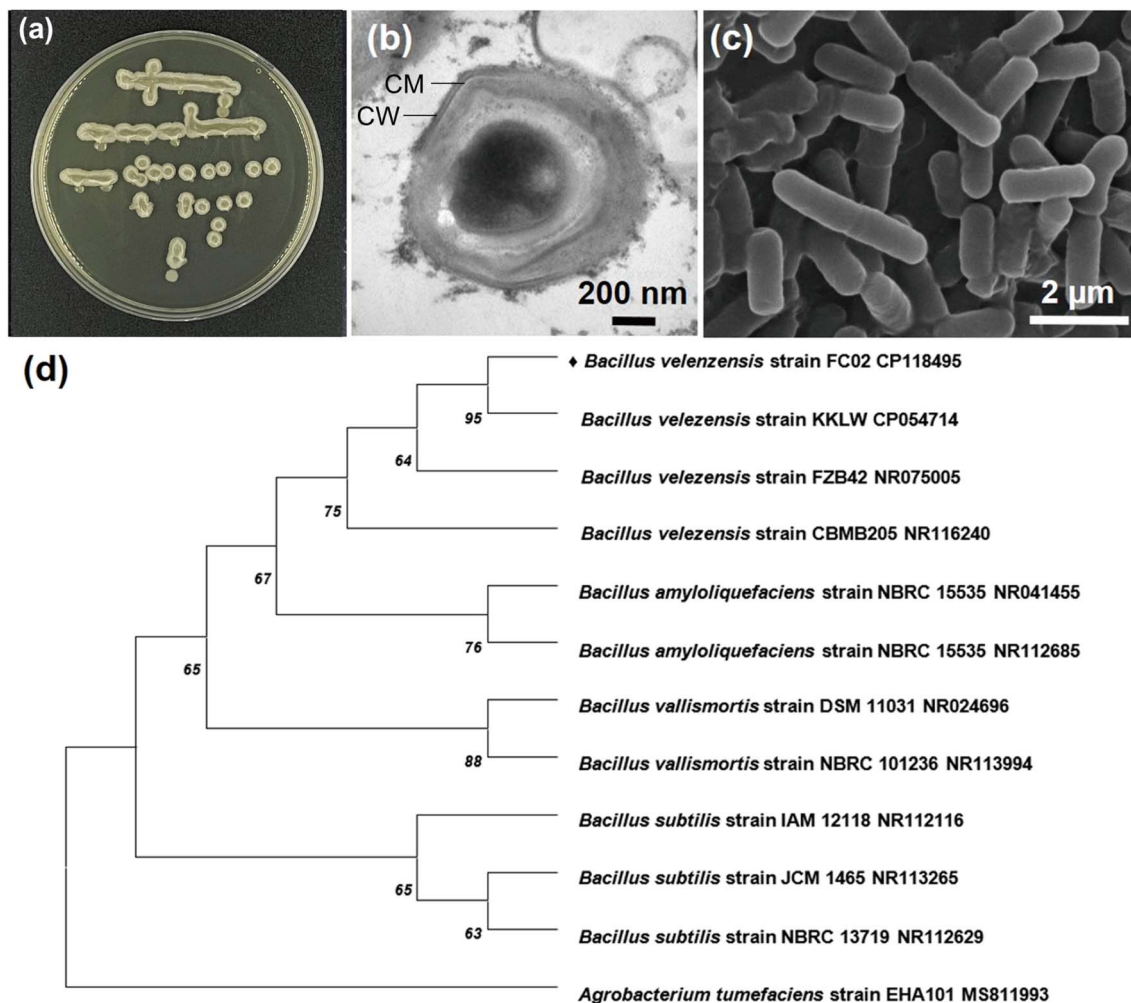 (a)
(b)
(c)
CM
CW
200 nm
2 µm
(d)
♦ Bacillus velenzensis strain FC02 CP118495
95
Bacillus velezensis strain KKLW CP054714
64
Bacillus velezensis strain FZB42 NR075005
75
Bacillus velezensis strain CBMB205 NR116240
67
Bacillus amyloliquefaciens strain NBRC 15535 NR041455
76
Bacillus amyloliquefaciens strain NBRC 15535 NR112685
65
Bacillus vallismortis strain DSM 11031 NR024696
88
Bacillus vallismortis strain NBRC 101236 NR113994
Bacillus subtilis strain IAM 12118 NR112116
65
Bacillus subtilis strain JCM 1465 NR113265
63
Bacillus subtilis strain NBRC 13719 NR112629
Agrobacterium tumefaciens strain EHA101 MS811993